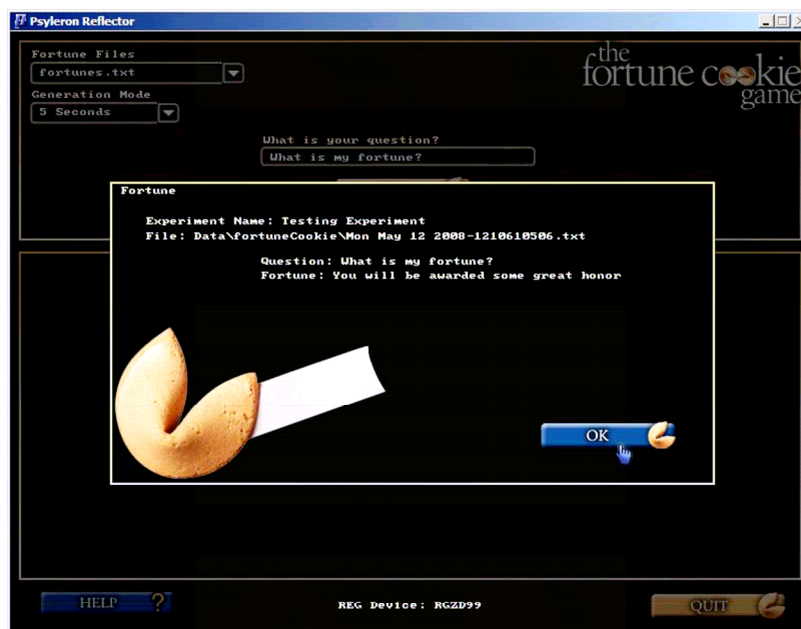 Psyleron Reflector
Fortune Files
fortunes.txt
Generation Mode
5 Seconds
the
fortune cookie
game
What is your question?
What is my fortune?
Fortune
Experiment Name: Testing Experiment
File: Data\fortuneCookie\Mon May 12 2008-1210610506.txt
Question: What is my fortune?
Fortune: You will be awarded some great honor
OK
HELP ?
REG Device: RGZD99
QUIT